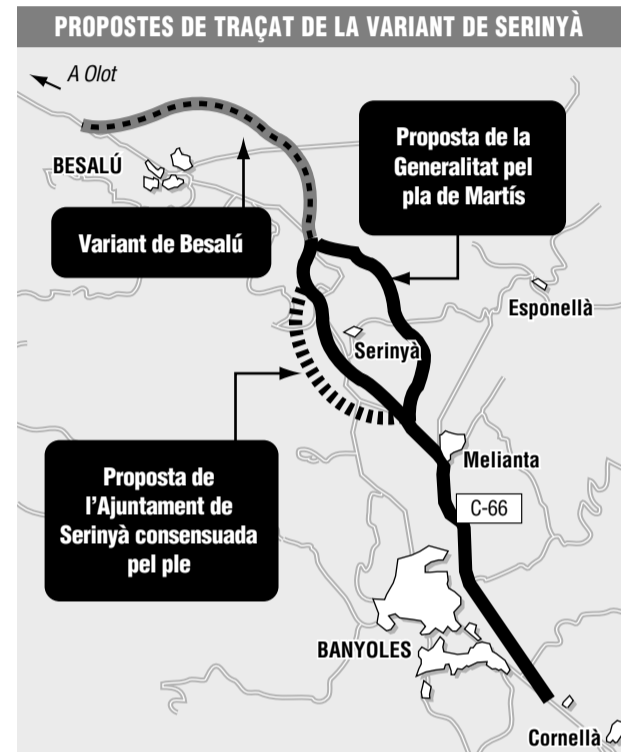 PROPOSTES DE TRAÇAT DE LA VARIANT DE SERINYÀ
A Olot
BESALÚ
Proposta de la
Generalitat pel
pla de Martís
Variant de Besalú
Esponellà
Serinyà
Proposta de
l'Ajuntament de
Serinyà consensuada
pel ple
Melianta
C-66
BANYOLES
Cornellà